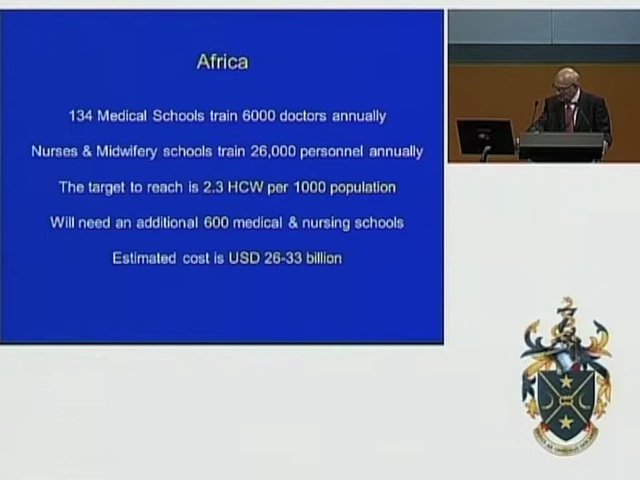 Africa
134 Medical Schools train 6000 doctors annually
Nurses & Midwifery schools train 26,000 personnel annually
The target to reach is 2.3 HCW per 1000 population
Will need an additional 600 medical & nursing schools
Estimated cost is USD 26-33 billion